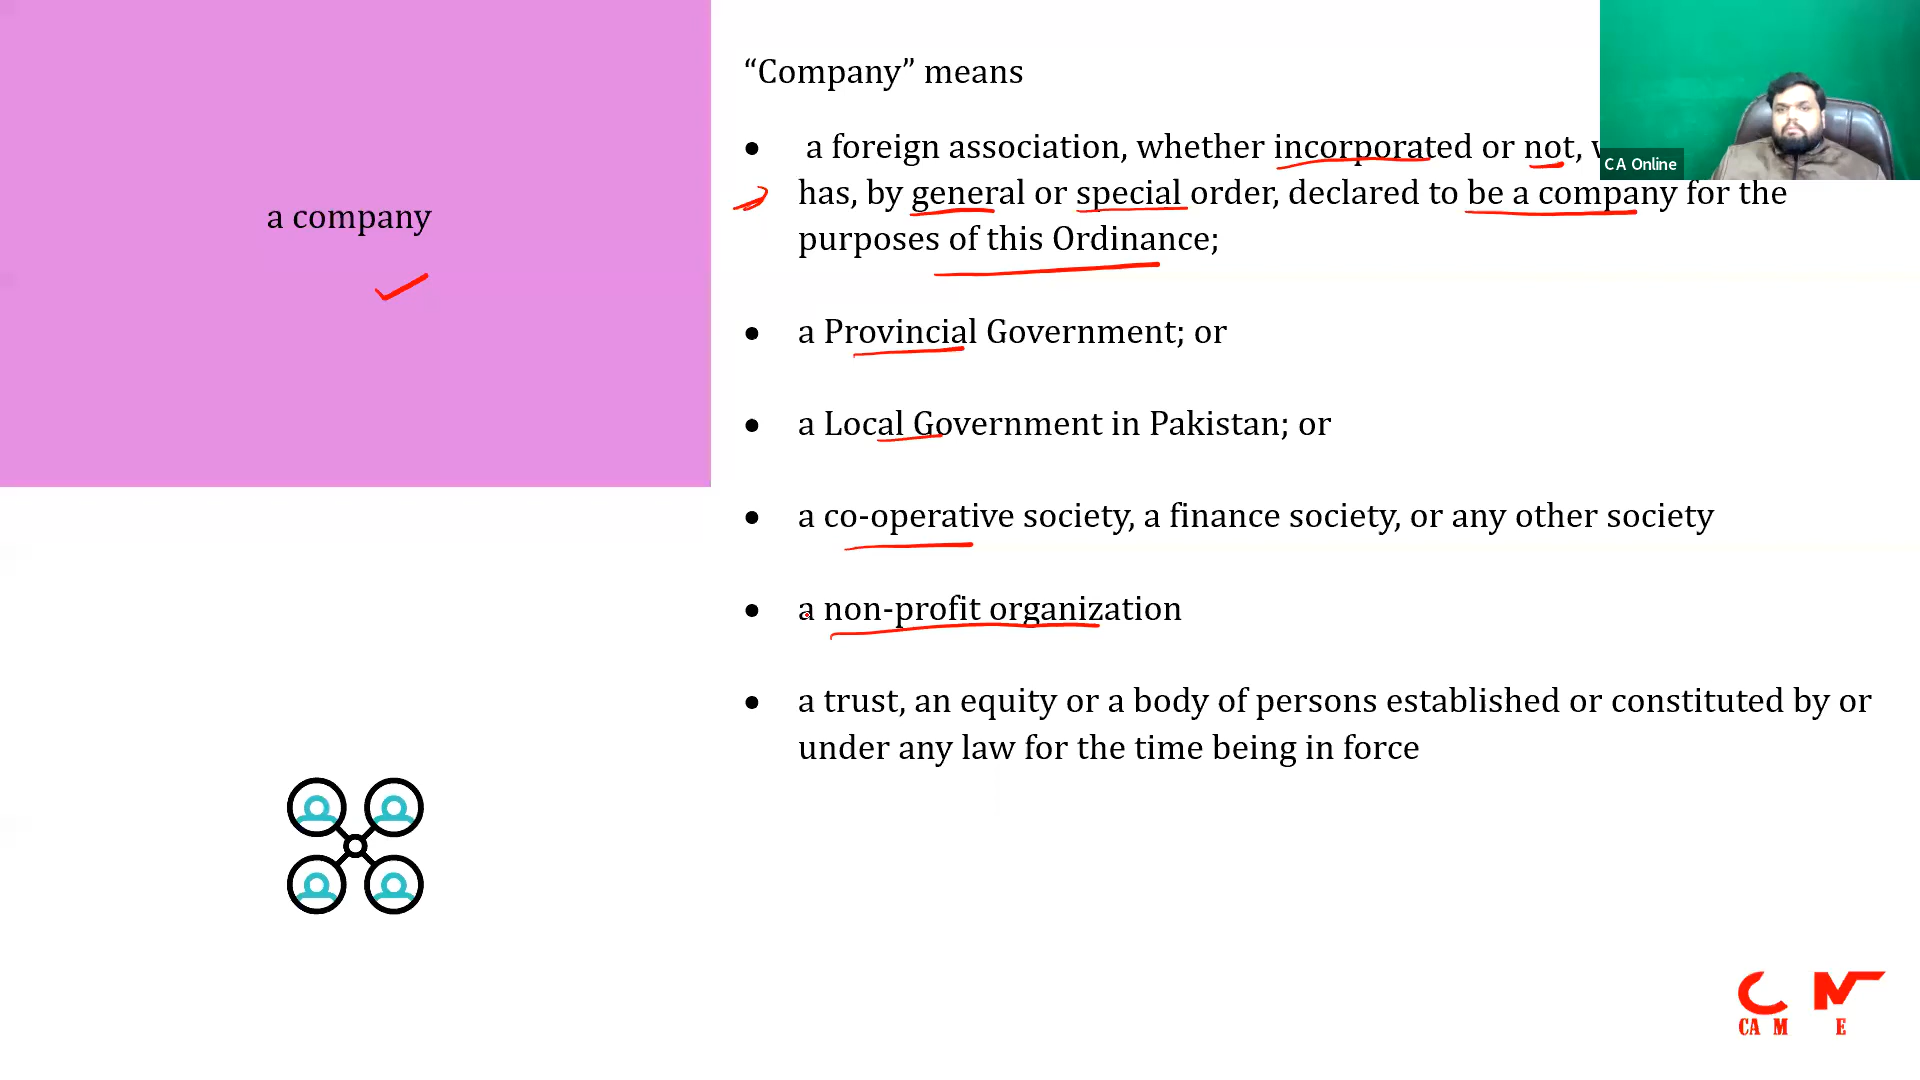 a company
“Company” means
• a foreign association, whether incorporated or not,
has, by general or special order, declared to be a company for the
purposes of this Ordinance;
• a Provincial Government; or
• a Local Government in Pakistan; or
• a co-operative society, a finance society, or any other society
• a non-profit organization
• a trust, an equity or a body of persons established or constituted by or
under any law for the time being in force
C A Online
CA M E